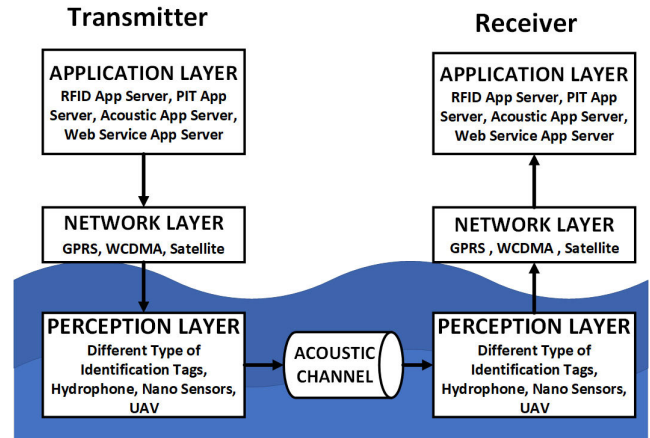 Transmitter
APPLICATION LAYER
RFID App Server, PIT App
Server, Acoustic App Server,
Web Service App Server
NETWORK LAYER
GPRS, WCDMA, Satellite
PERCEPTION LAYER
Different Type of
Identification Tags,
Hydrophone, Nano Sensors,
UAV
ACOUSTIC
CHANNEL
Receiver
APPLICATION LAYER
RFID App Server, PIT App
Server, Acoustic App Server,
Web Service App Server
NETWORK LAYER
GPRS , WCDMA , Satellite
PERCEPTION LAYER
Different Type of
Identification Tags,
Hydrophone, Nano Sensors,
UAV